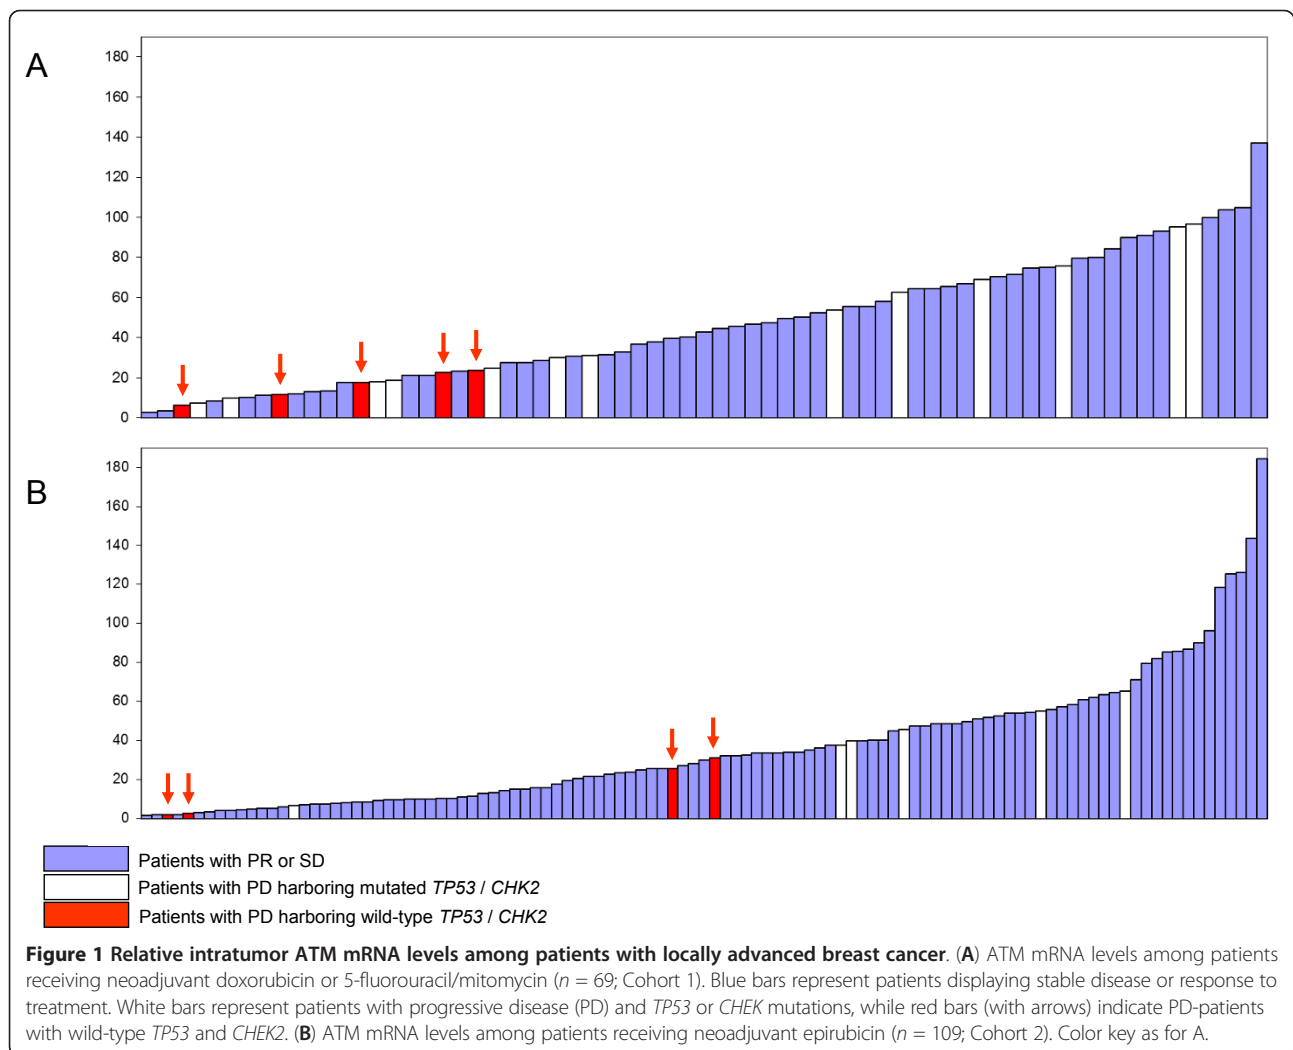 A
180
160
140
120
100
80
60
40
20
0
B
180
160
140
120
100
80
60
40
20
0
Patients with PR or SD
Patients with PD harboring mutated TP53 / CHK2
Patients with PD harboring wild-type TP53 / CHK2
Figure 1 Relative intratumor ATM mRNA levels among patients with locally advanced breast cancer. (A) ATM mRNA levels among patients
receiving neoadjuvant doxorubicin or 5-fluorouracil/mitomycin (n = 69; Cohort 1). Blue bars represent patients displaying stable disease or response to
treatment. White bars represent patients with progressive disease (PD) and TP53 or CHEK mutations, while red bars (with arrows) indicate PD-patients
with wild-type TP53 and CHEK2. (B) ATM mRNA levels among patients receiving neoadjuvant epirubicin (n = 109; Cohort 2). Color key as for A.